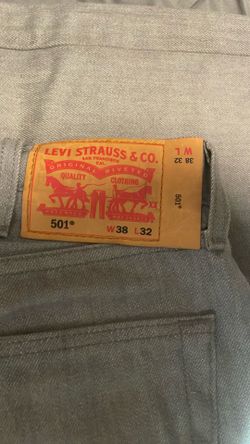 LEVI STRAUSS & CO.
SAN FRANCISCO
CAL.
ORIGINAL RIVETED
QUALITY CLOTHING
501®
W38 L32
W L
38 32
501®